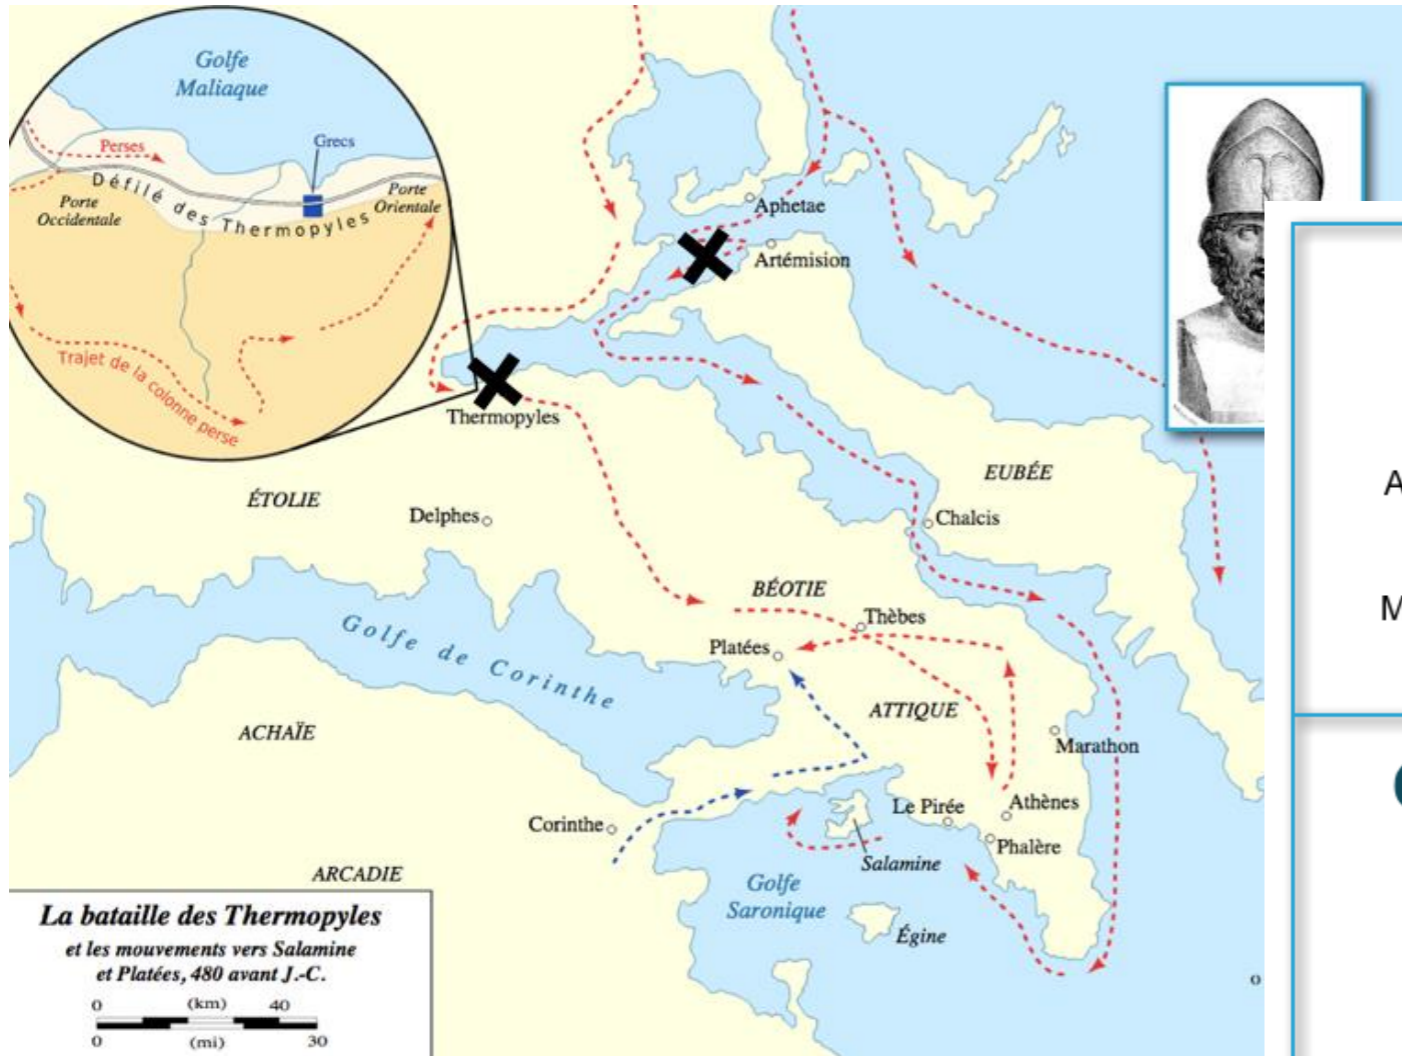 Golfe
Maliaque
Perses
Grecs
Défilé des Thermopyles
Porte
Occidentale
Porte
Orientale
Trajet de la colonne perse
Aphetae
Artémision
Thermopyles
EUBÉE
ÉTOLIE
Delphes
Chalcis
BÉOTIE
Thèbes
Platées
Golfe de Corinthe
ATTIQUE
ACHAÏE
Marathon
Le Pirée
Athènes
Corinthe
Phalère
Salamine
ARCADIE
Golfe
Saronique
Égine
La bataille des Thermopyles
et les mouvements vers Salamine
et Platées, 480 avant J.-C.
0 (km) 40
0 (mi) 30
A
M